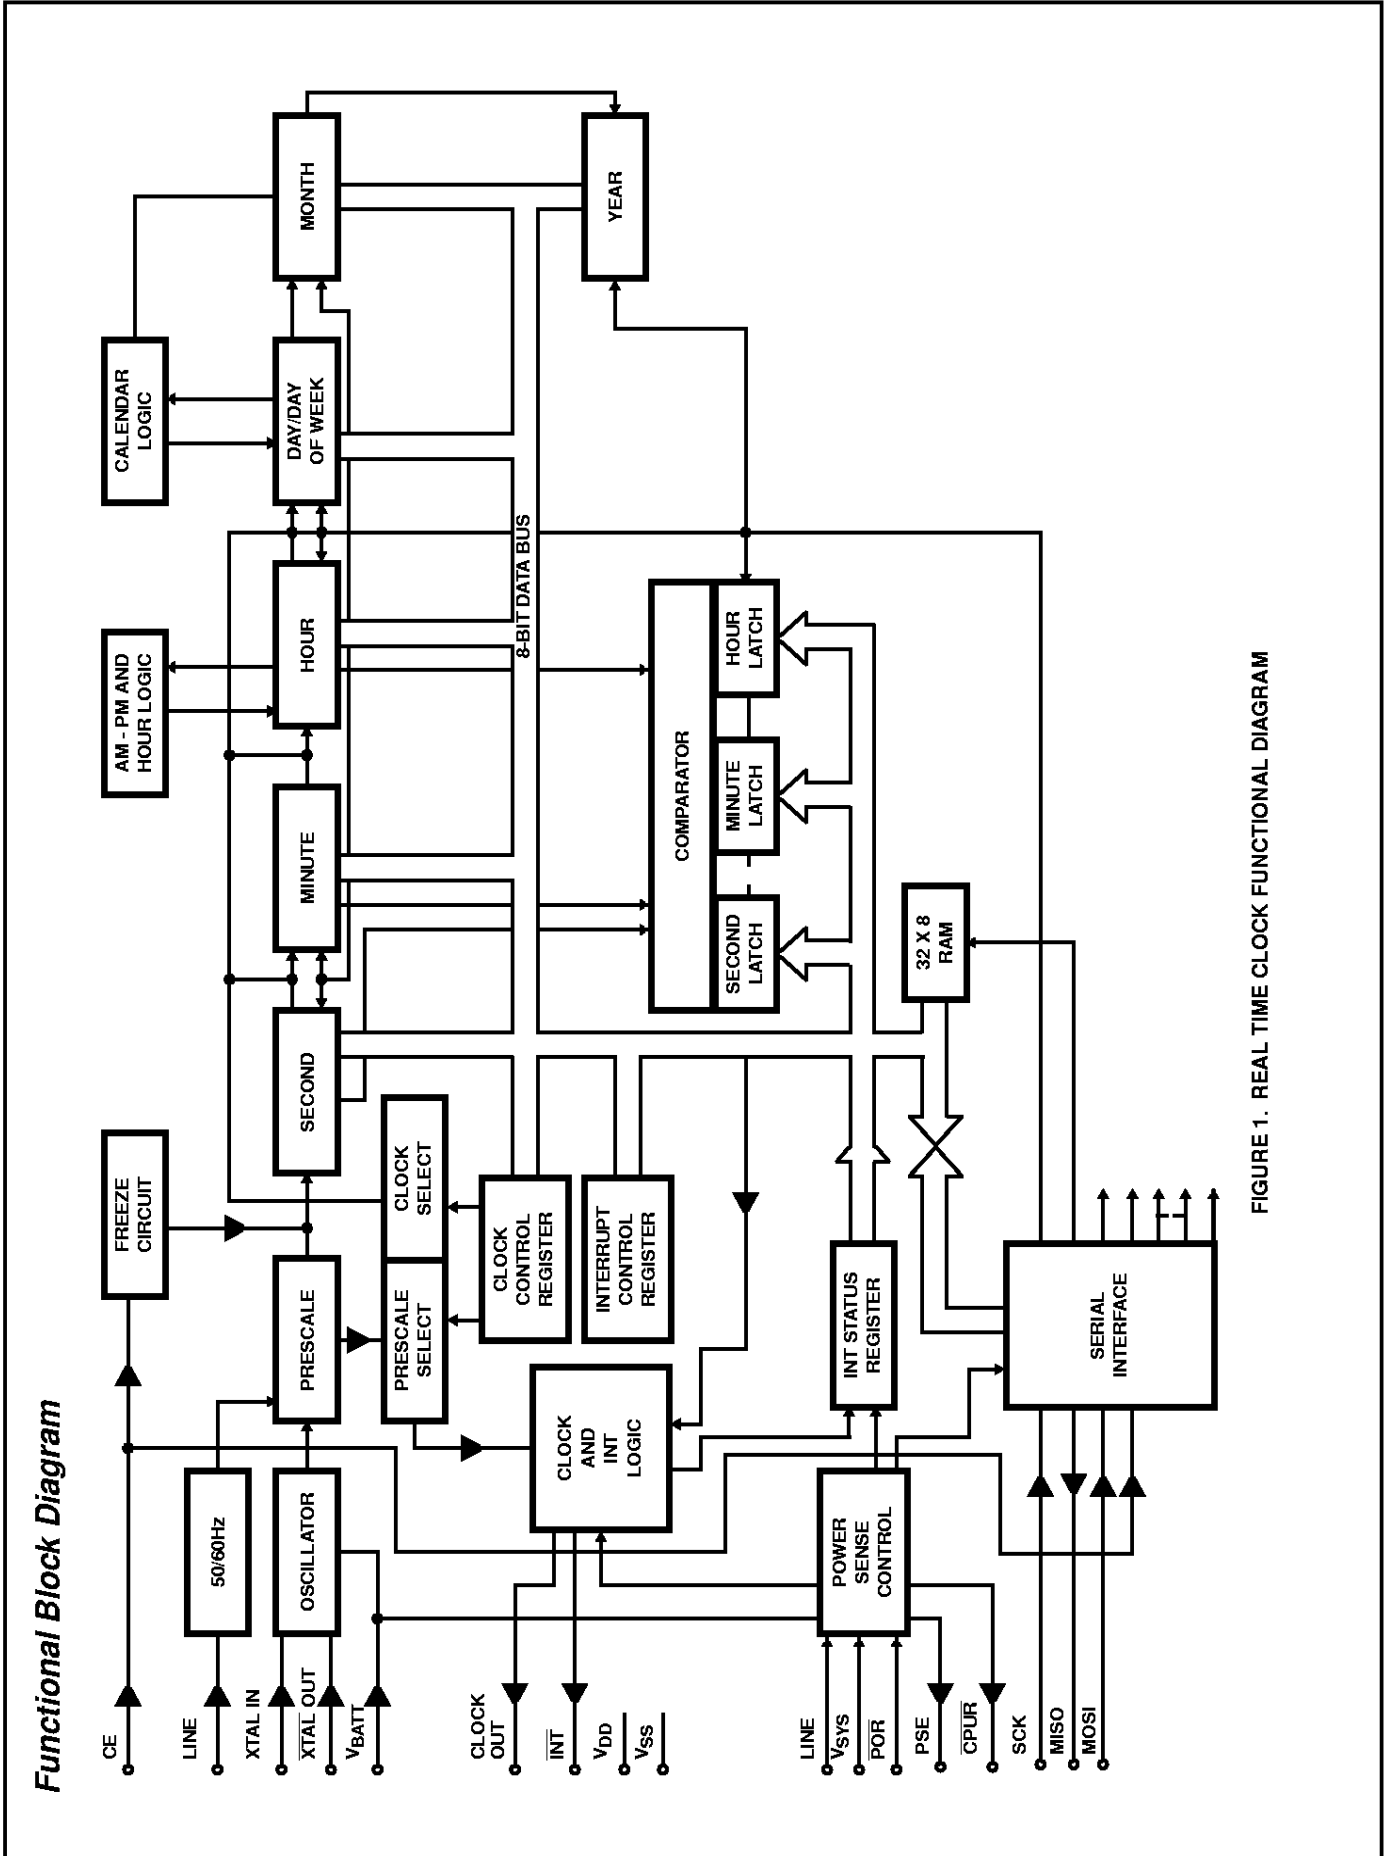 Functional Block Diagram
CE
LINE
XTAL IN
XTAL OUT
VBATT
CLOCK
OUT
INT
VDD
VSS
LINE
VSYS
POR
PSE
CPUR
SCK
MISO
MOSI
50/60Hz
OSCILLATOR
FREEZE
CIRCUIT
PRESCALE
PRESCALE
SELECT
CLOCK
SELECT
CLOCK
CONTROL
REGISTER
INTERRUPT
CONTROL
REGISTER
CLOCK
AND
INT
LOGIC
POWER
SENSE
CONTROL
INT STATUS
REGISTER
SERIAL
INTERFACE
SECOND
MINUTE
AM - PM AND
HOUR LOGIC
HOUR
CALENDAR
LOGIC
DAY/DAY
OF WEEK
MONTH
YEAR
8-BIT DATA BUS
COMPARATOR
SECOND
LATCH
MINUTE
LATCH
HOUR
LATCH
32 X 8
RAM
FIGURE 1. REAL TIME CLOCK FUNCTIONAL DIAGRAM